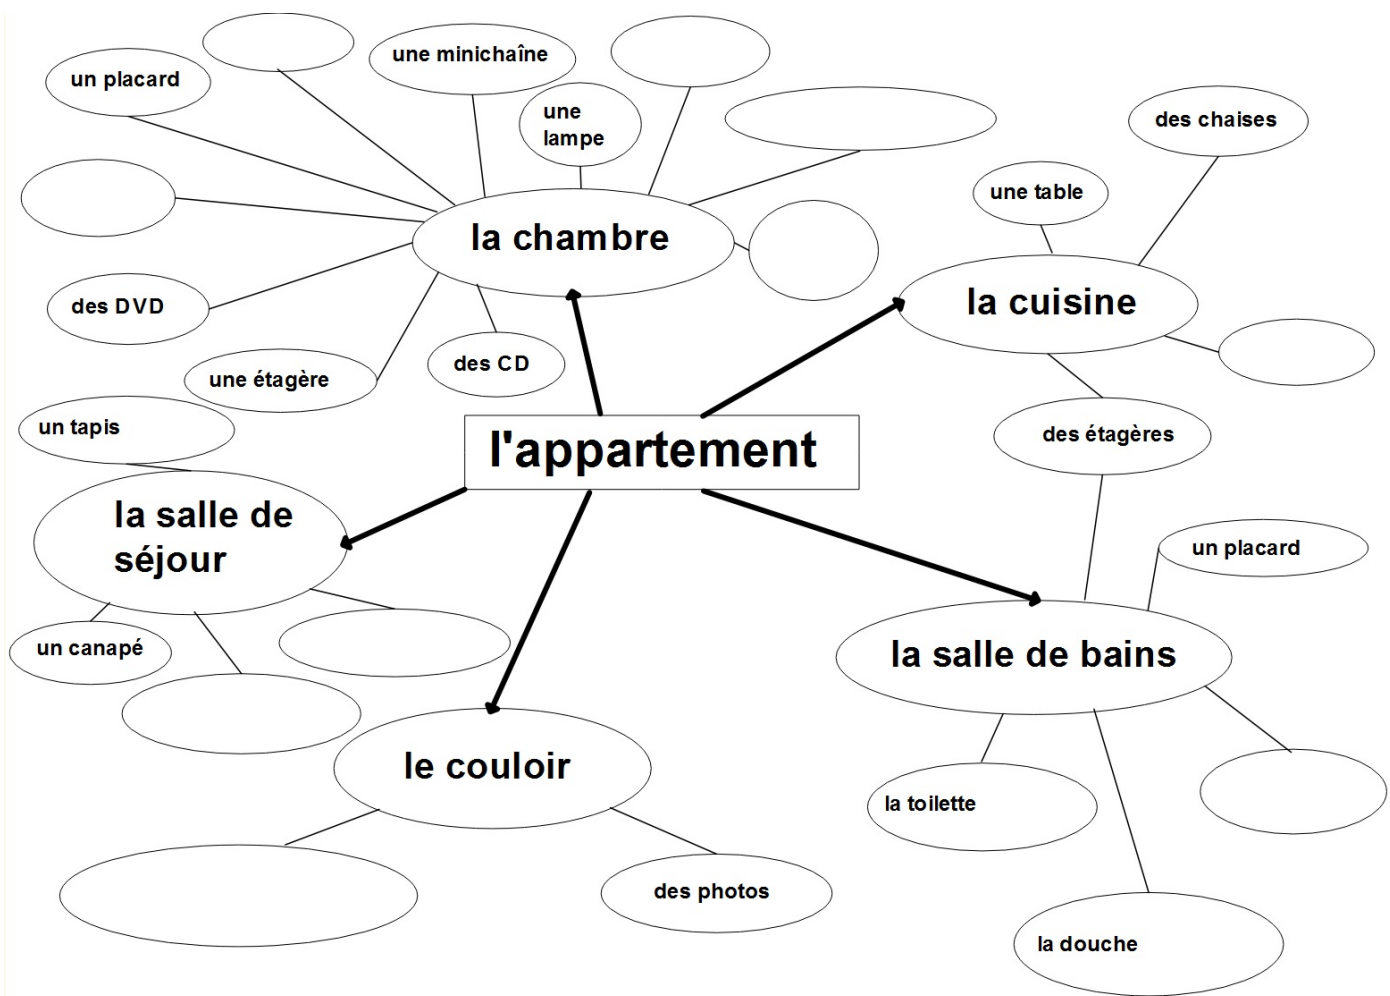 une minichaîne
un placard
une
lampe
des chaises
une table
la chambre
la cuisine
des DVD
des CD
une étagère
un tapis
des étagères
l'appartement
la salle de
séjour
un placard
un canapé
la salle de bains
le couloir
la toilette
des photos
la douche